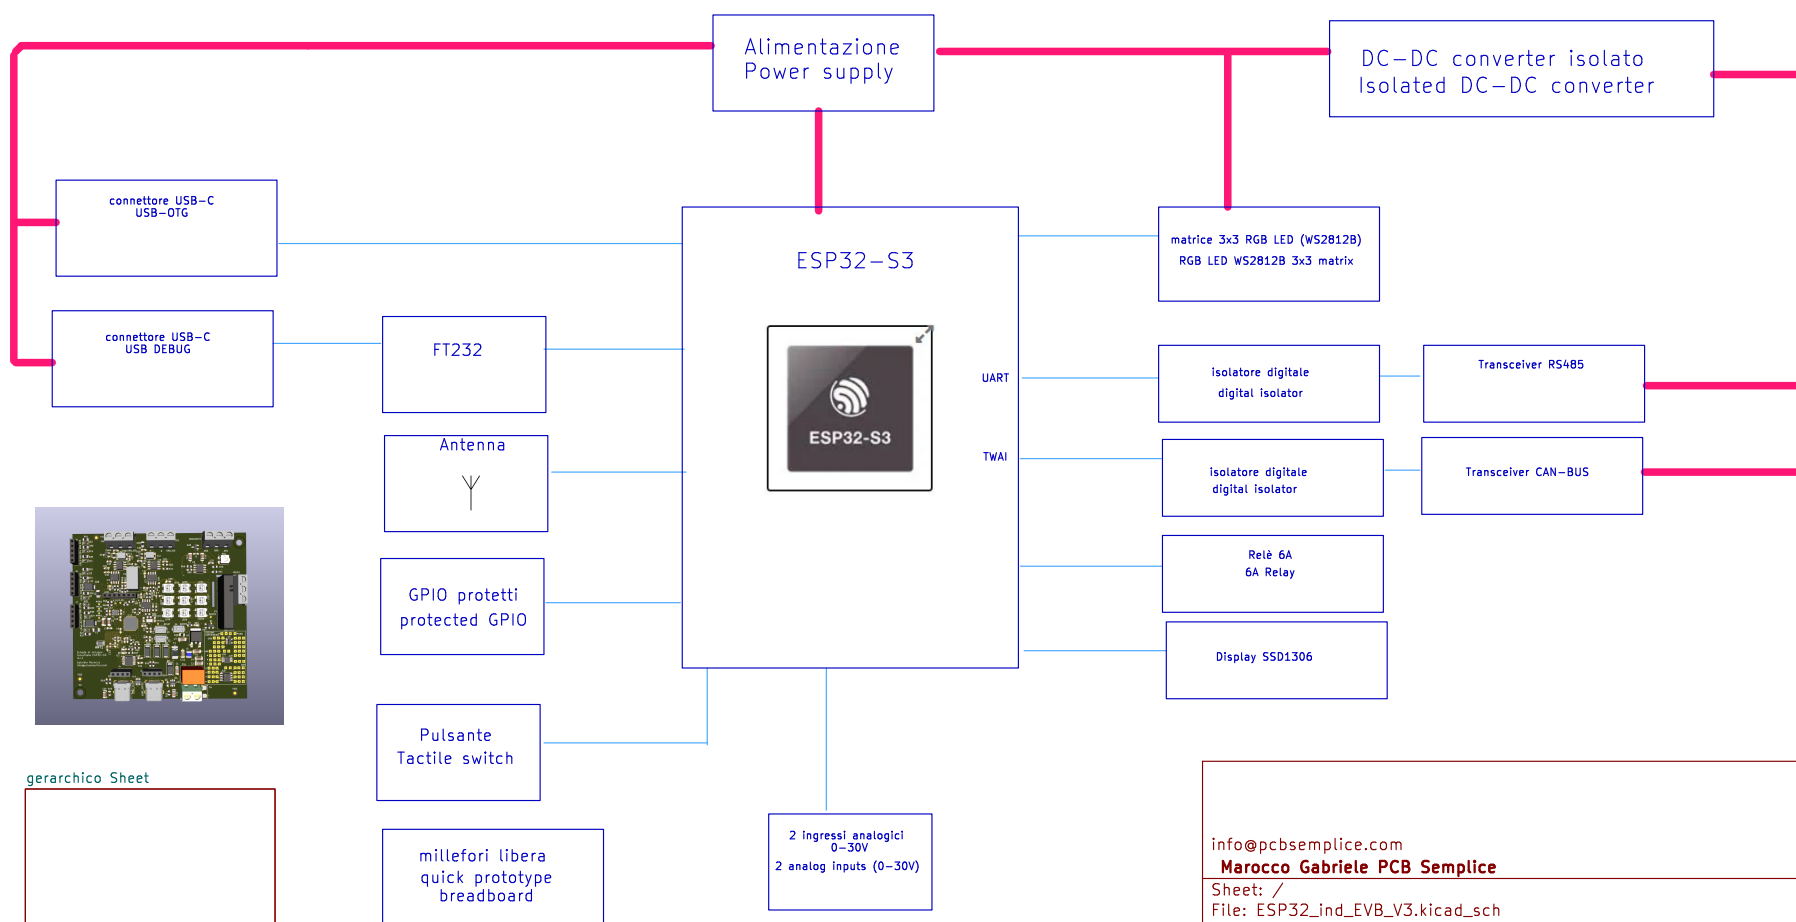 Alimentazione
Power supply
DC-DC converter isolato
Isolated DC-DC converter
connettore USB-C
USB-OTG
ESP32-S3
matrice 3x3 RGB LED (WS2812B)
RGB LED WS2812B 3x3 matrix
connettore USB-C
USB DEBUG
FT232
ESP32-S3
UART
isolatore digitale
digital isolator
Transceiver RS485
Antenna
TWAI
isolatore digitale
digital isolator
Transceiver CAN-BUS
Relè 6A
6A Relay
GPIO protetti
protected GPIO
Display SSD1306
Pulsante
Tactile switch
gerarchico Sheet
millefori libera
quick prototype
breadboard
2 ingressi analogici
0-30V
2 analog inputs (0-30V)
info@pcbsemplice.com
Marocco Gabriele PCB Semplice
Sheet: /
File: ESP32_ind_EVB_V3.kicad_sch